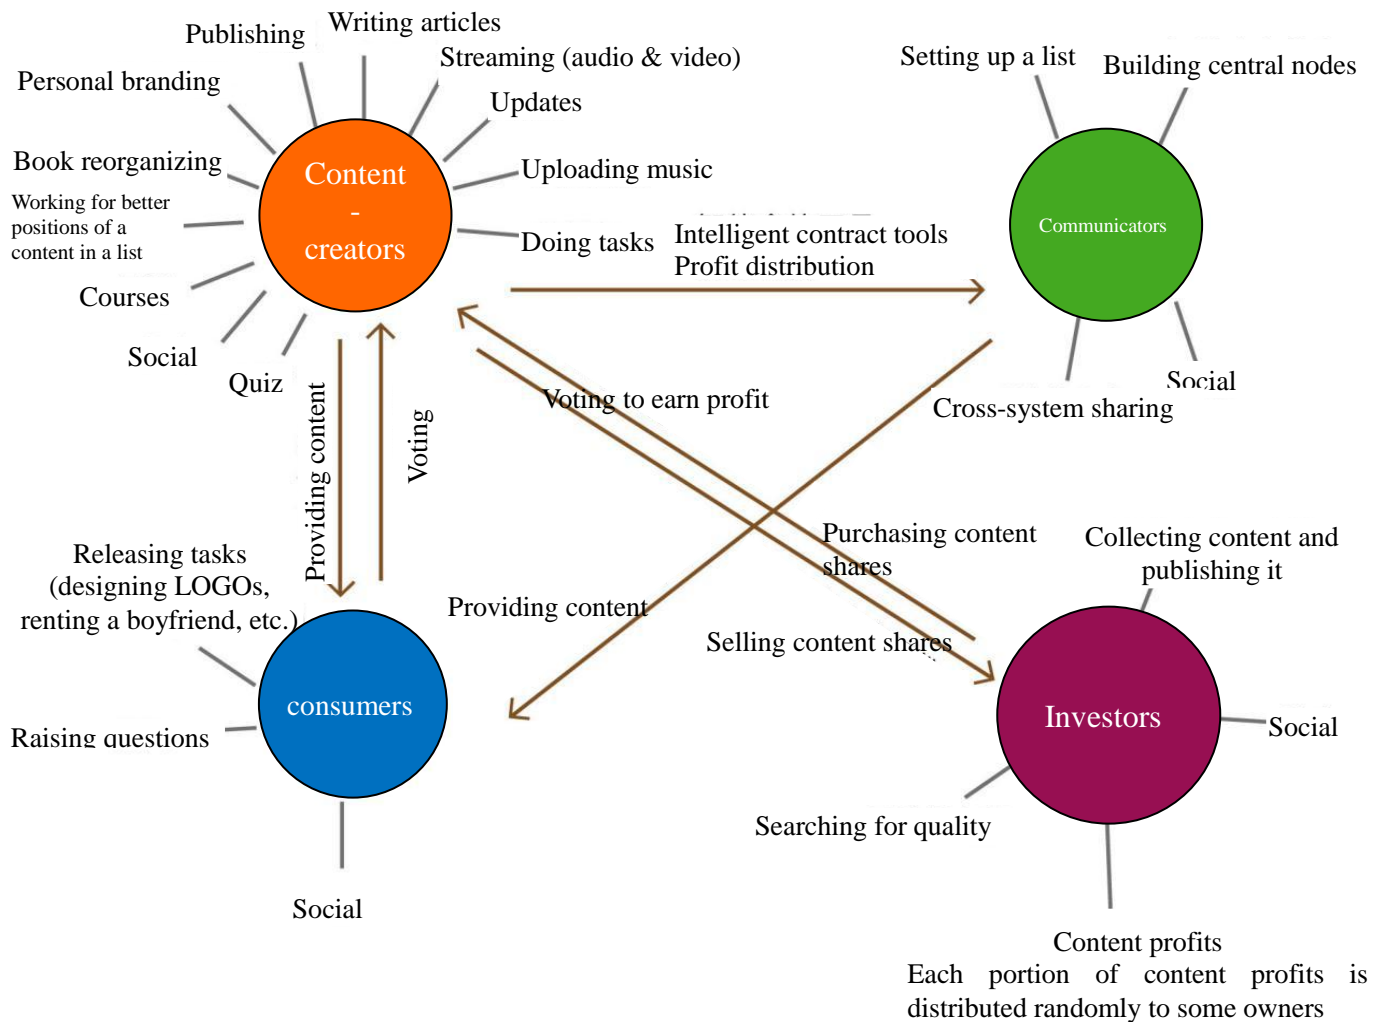 Writing articles
Publishing
Streaming (audio & video)
Personal branding
Updates
Book reorganizing
Uploading music
Working for better
positions of a
content in a list
Doing tasks
Courses
Social
Quiz
Content
-
creators
Setting up a list
Building central nodes
Communicators
Social
Cross-system sharing
Intelligent contract tools
Profit distribution
Providing content
Voting
Voting to earn profit
Purchasing content
shares
Providing content
Selling content shares
Releasing tasks
(designing LOGOs,
renting a boyfriend, etc.)
consumers
Raising questions
Social
Collecting content and
publishing it
Investors
Social
Searching for quality
Content profits
Each portion of content profits is
distributed randomly to some owners